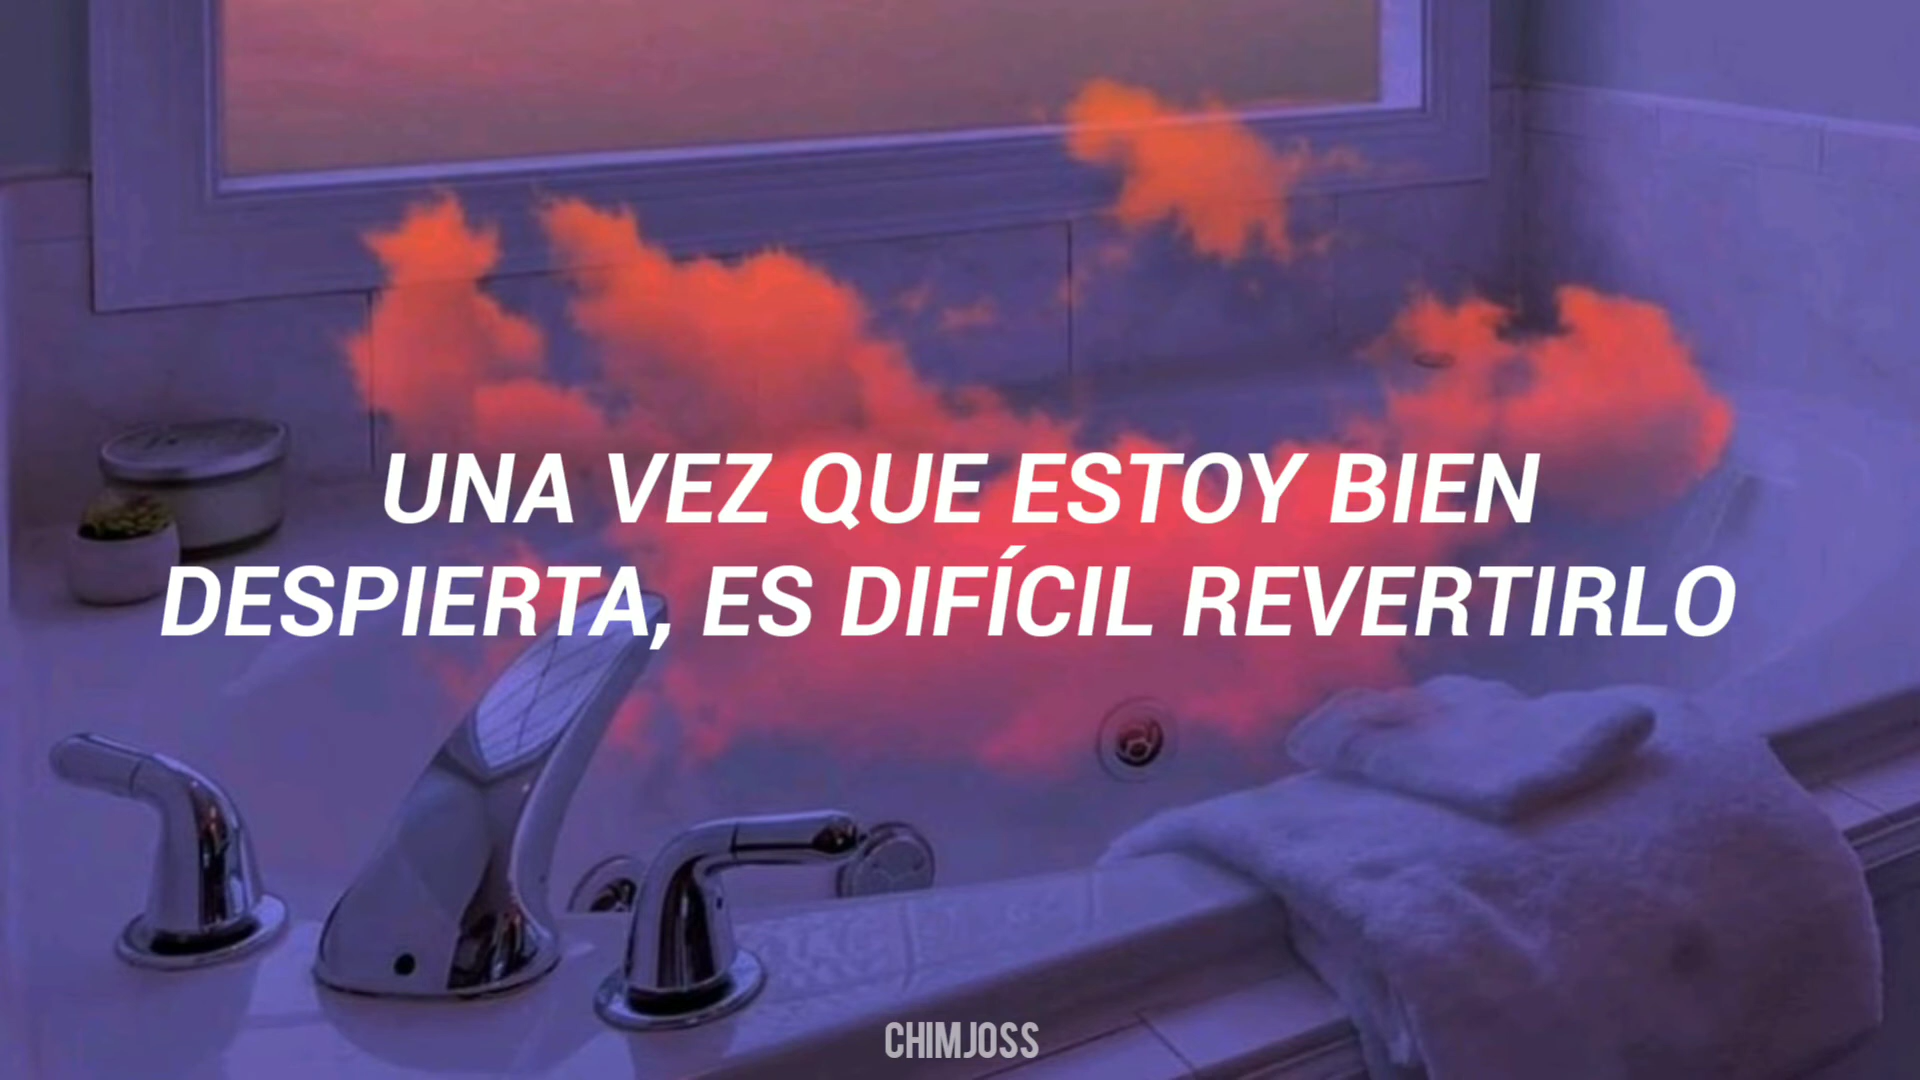 UNA VEZ QUE ESTOY BIEN
DESPIERTA, ES DIFÍCIL REVERTIRLO
CHIMJOSS